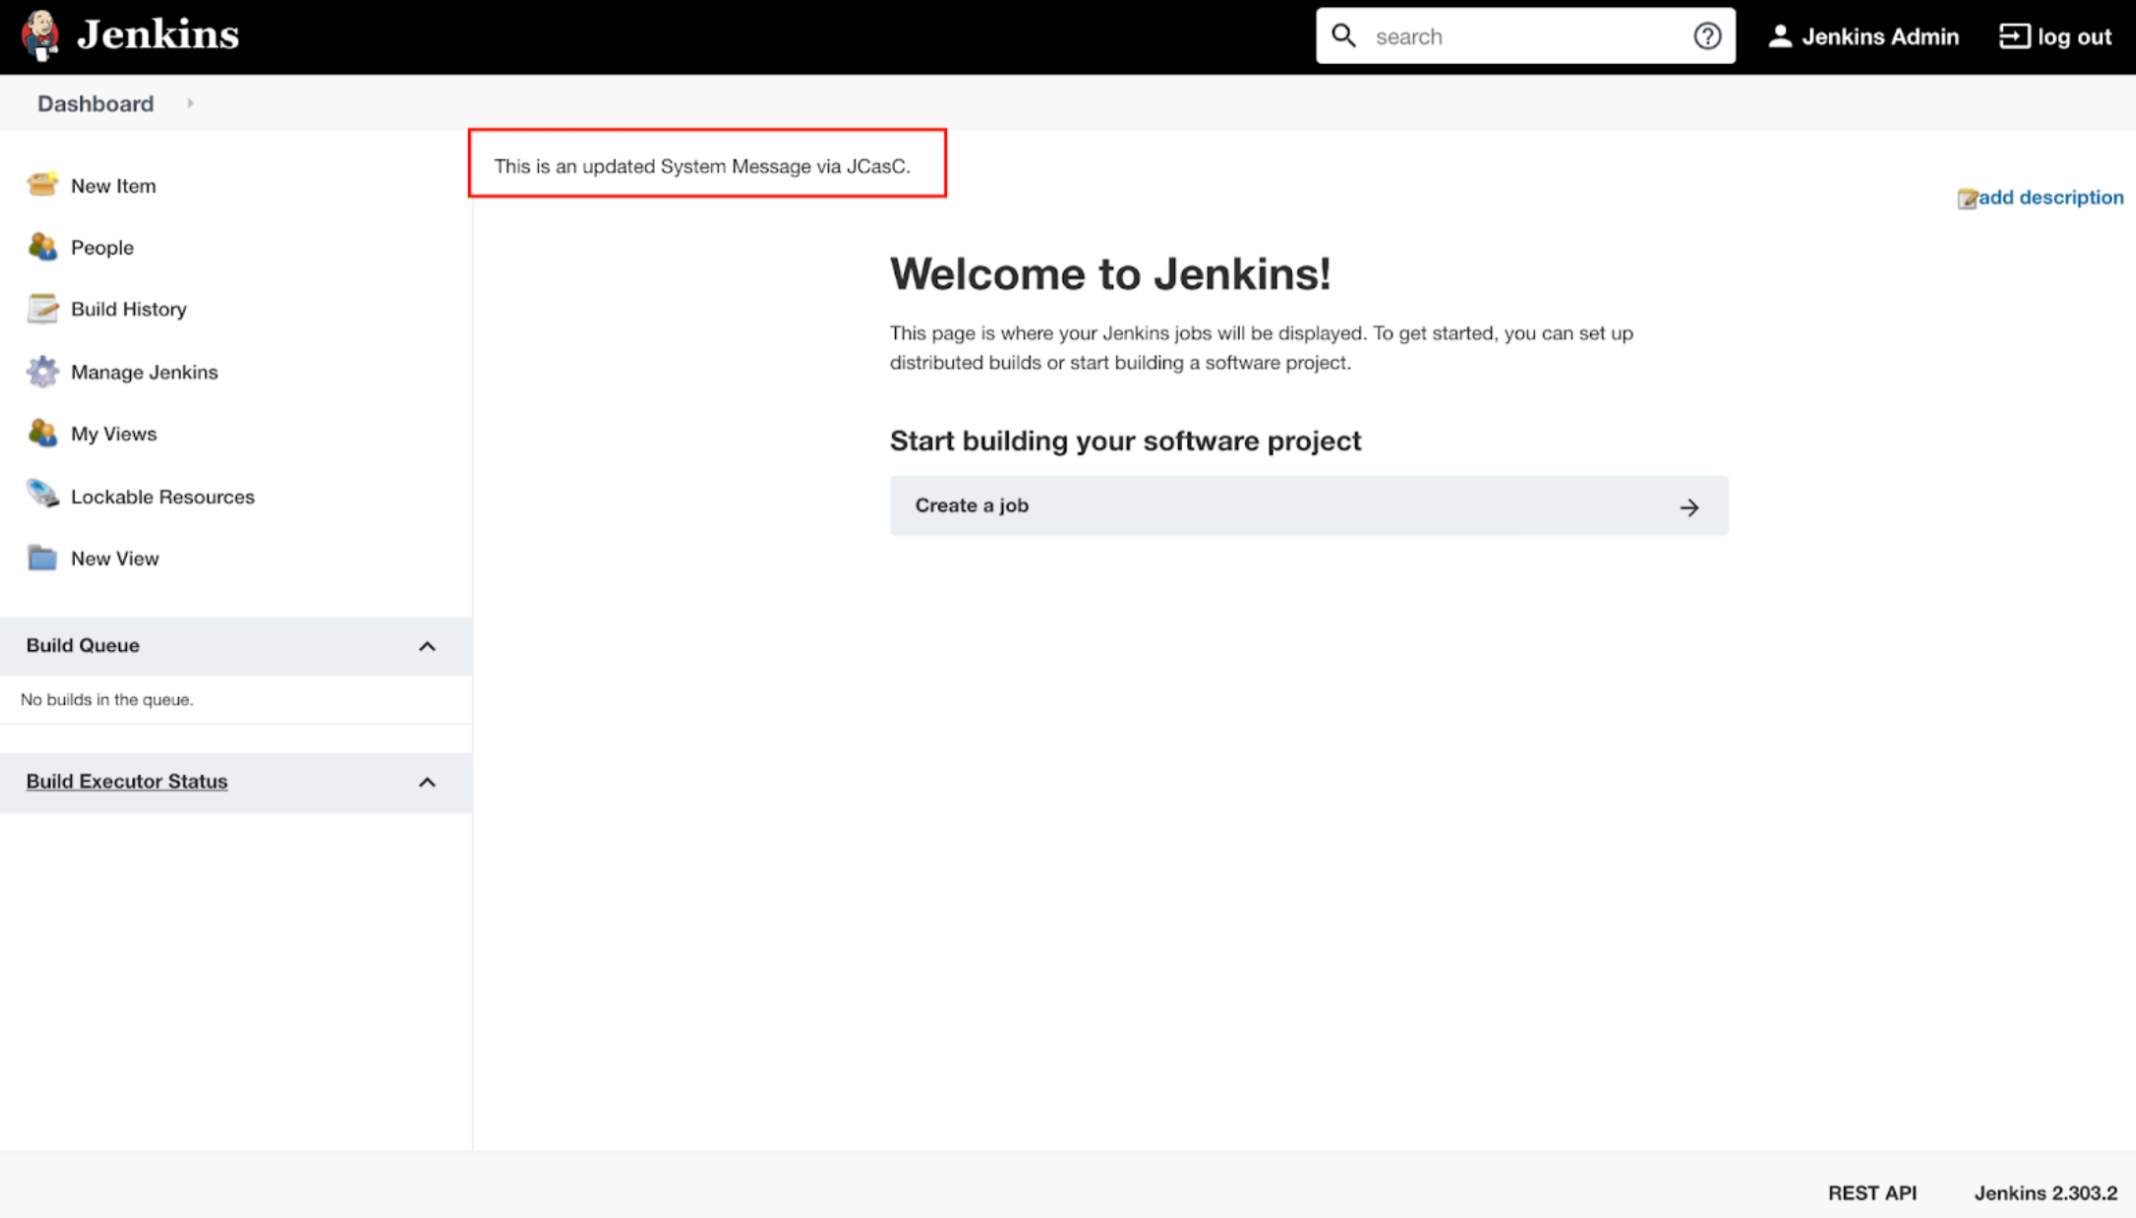 Jenkins
search
Jenkins Admin
log out
Dashboard
This is an updated System Message via JCasC.
New Item
People
Build History
Manage Jenkins
My Views
Lockable Resources
New View
Build Queue
No builds in the queue.
Build Executor Status
add description
Welcome to Jenkins!
This page is where your Jenkins jobs will be displayed. To get started, you can set up
distributed builds or start building a software project.
Start building your software project
Create a job
REST API
Jenkins 2.303.2